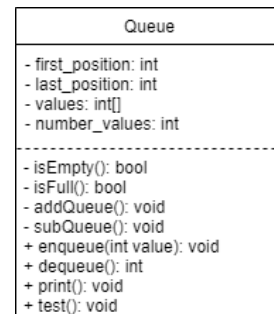 Queue
- first_position: int
- last_position: int
- values: int[]
- number_values: int
- isEmpty(): bool
- isFull(): bool
- addQueue(): void
- subQueue(): void
+ enqueue(int value): void
+ dequeue(): int
+ print(): void
+ test(): void